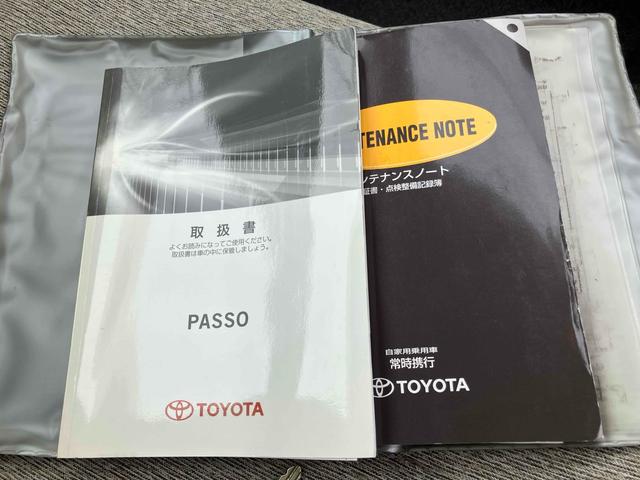 取扱書
よくお読みになってご使用ください。
取扱書は車の中に保管しましょう。
PASSO
TOYOTA
TENANCE NOTE
ンテナンスノート
証書・点検整備記録簿
自家用乗用車
常時携行
TOYOTA